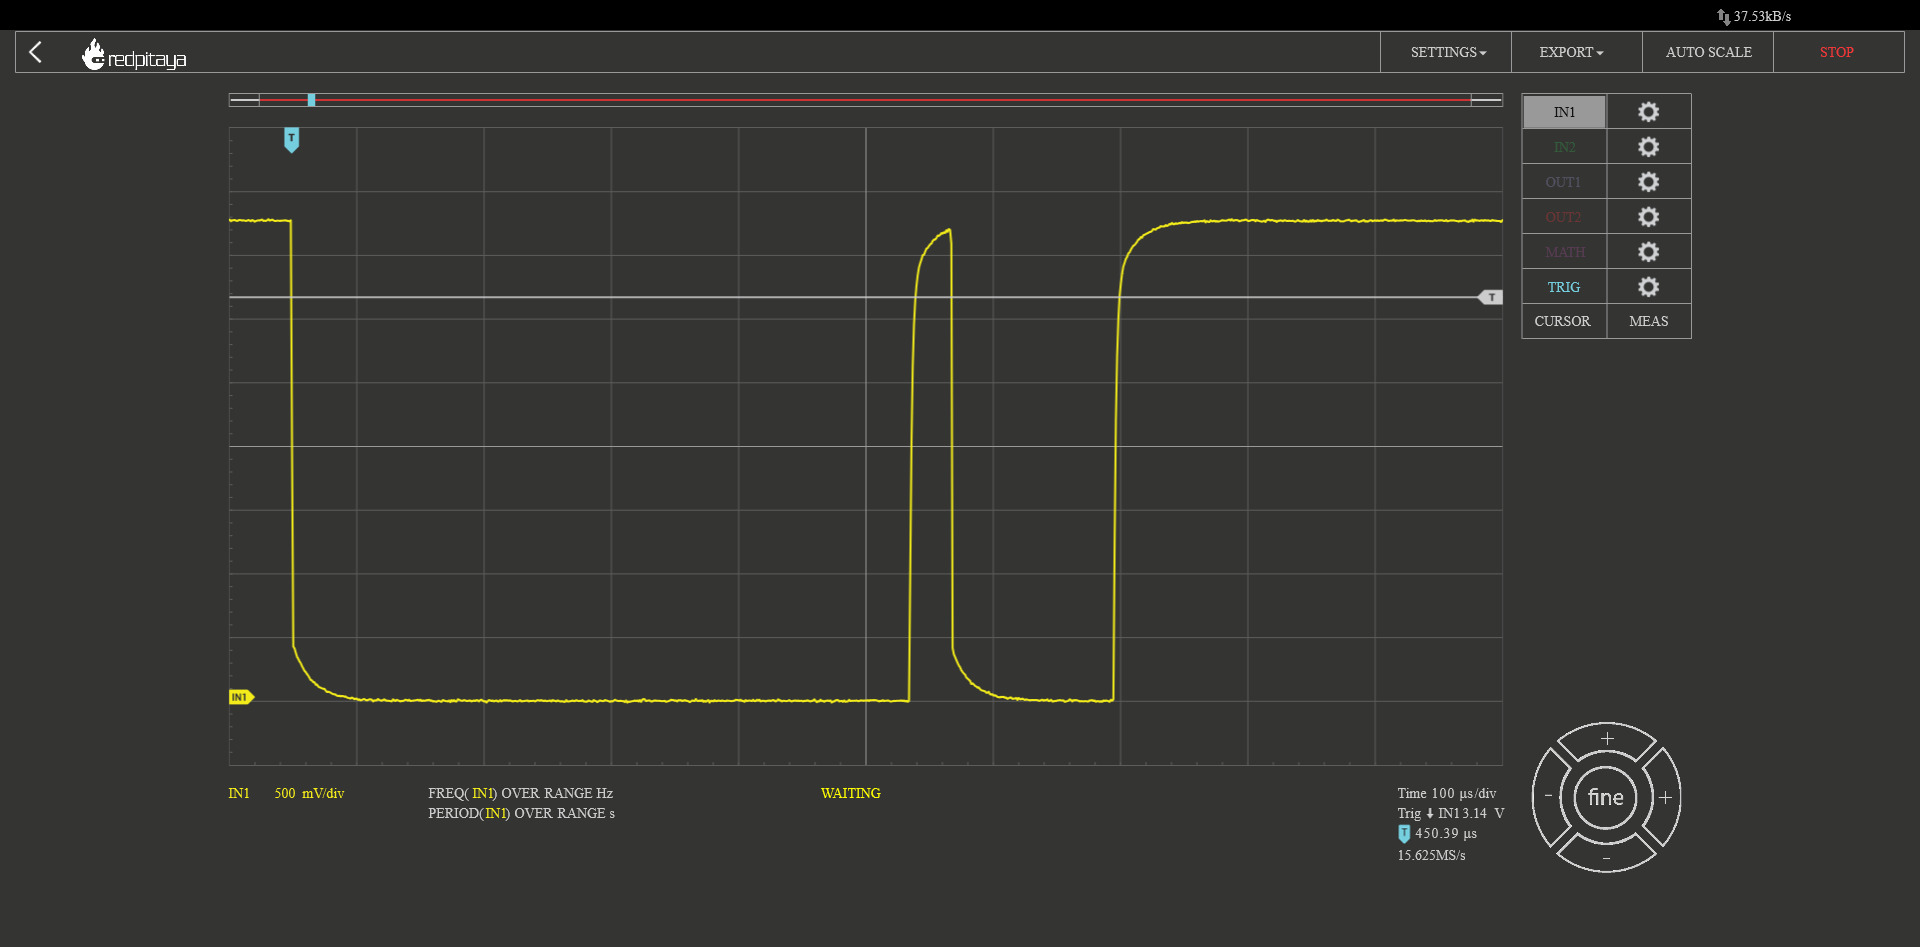 37.53kB/s
redpitaya
SETTINGS
EXPORT
AUTO SCALE
STOP
T
IN1
IN2
OUT1
OUT2
MATH
TRIG
CURSOR
MEAS
T
IN1
IN1 500 mV/div
FREQ( IN1) OVER RANGE Hz
PERIOD(IN1) OVER RANGE s
WAITING
Time 100 µs/div
Trig IN1 3.14 V
T 450.39 µs
15.625MS/s
+
- fine +
-